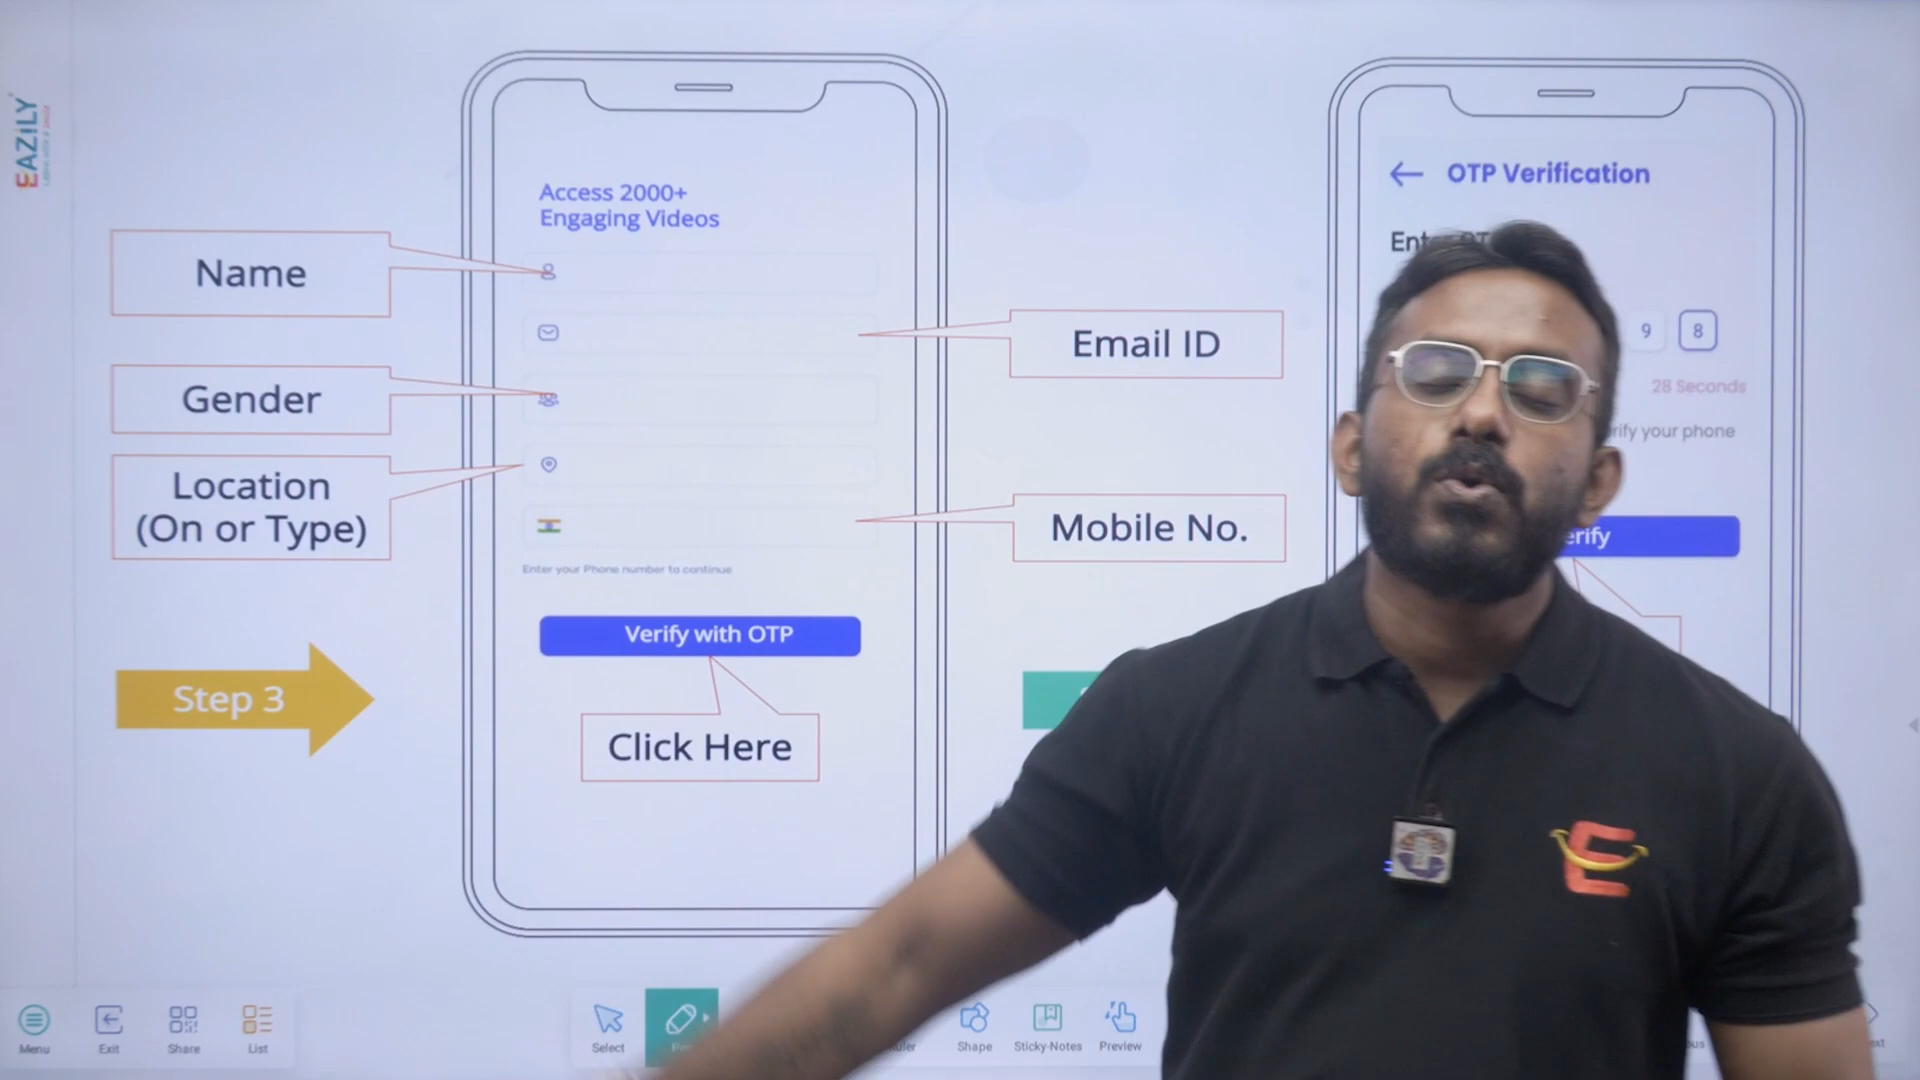 EAZILY
Access 2000+
Engaging Videos
Name
Gender
Location
(On or Type)
Email ID
Mobile No.
Enter your Phone number to continue
Verify with OTP
Click Here
Step 3
OTP Verification
9 8
28 Seconds
your phone
Menu
Exit
Share
List
Select
Shape
Sticky-Notes
Preview